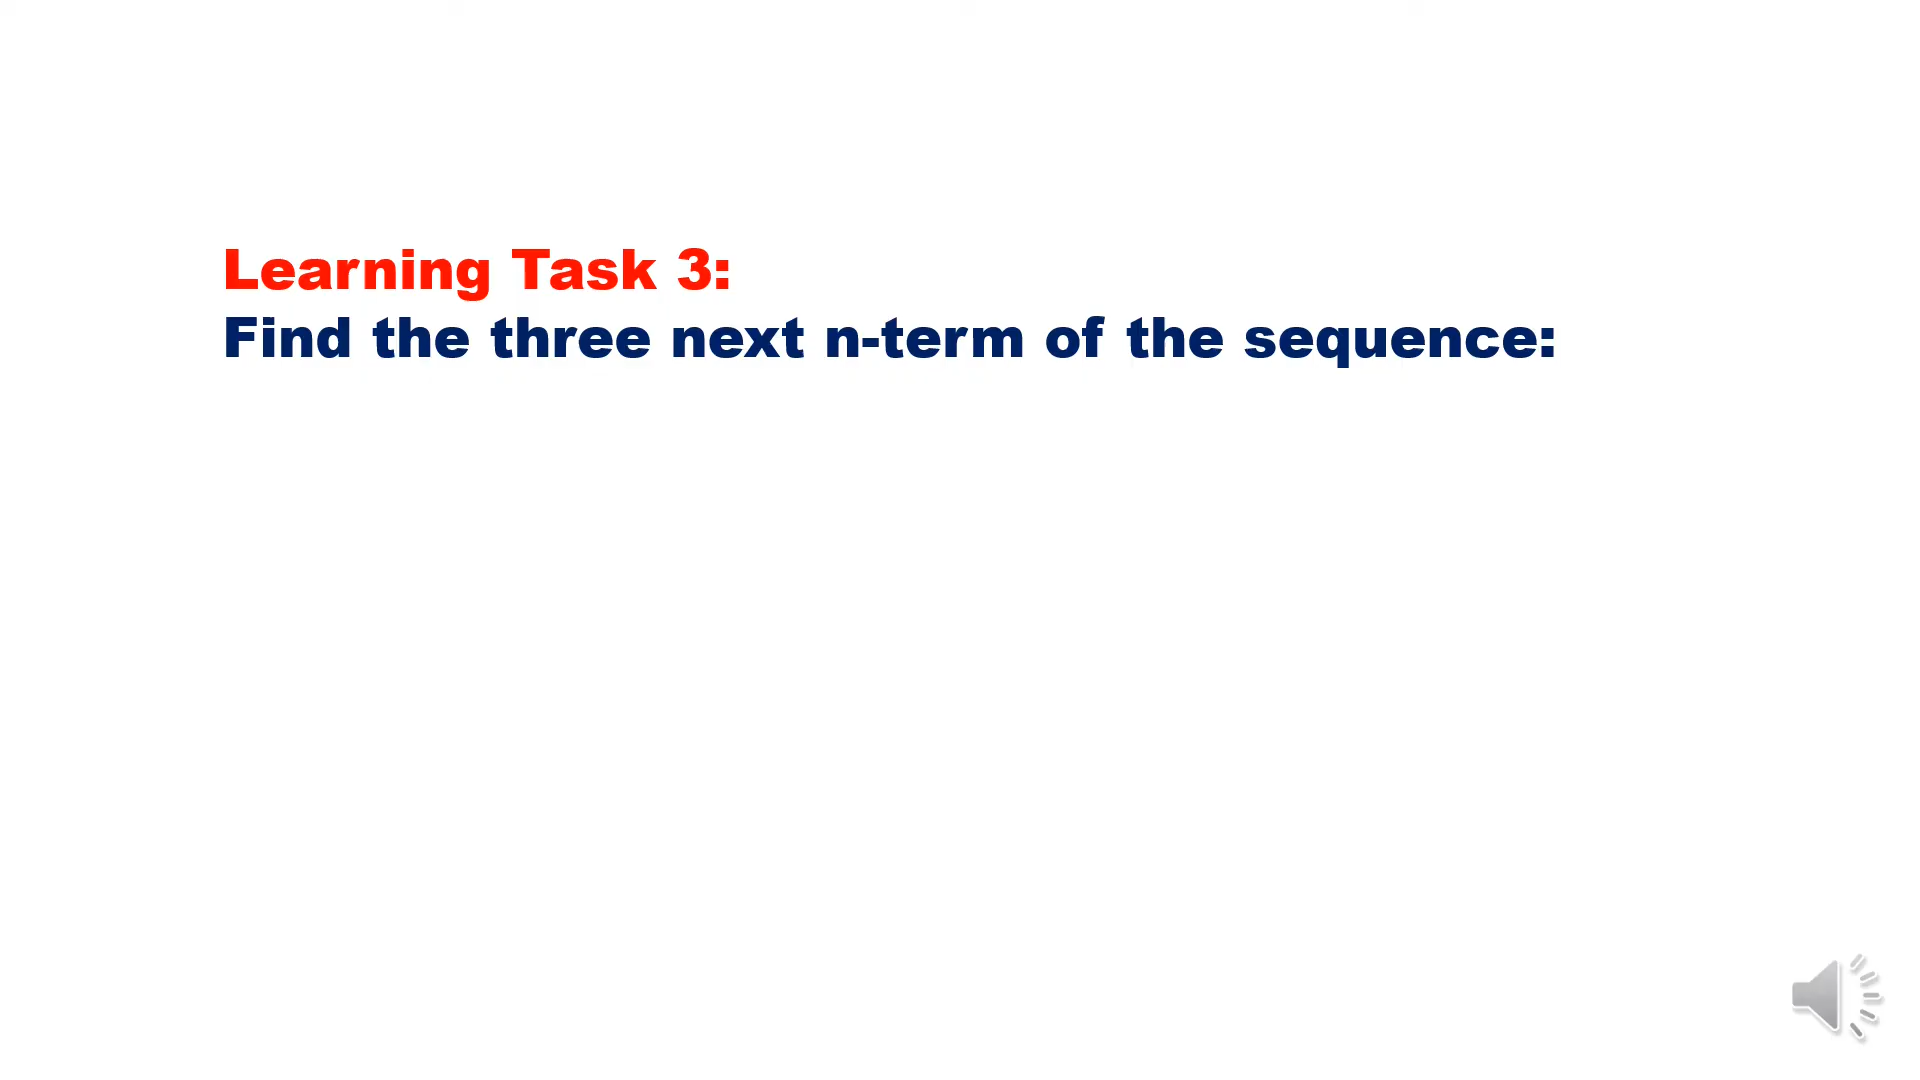 Learning Task 3:
Find the three next n-term of the sequence: